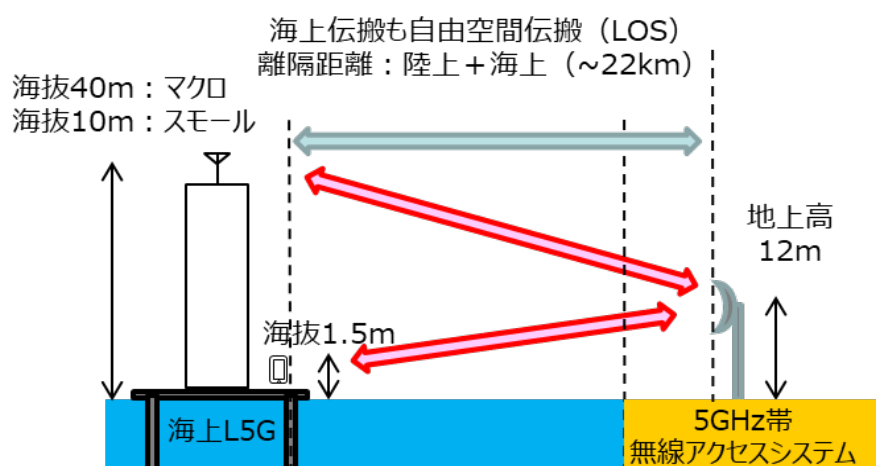 海上伝搬も自由空間伝搬（LOS）
離隔距離：陸上＋海上（~22km）
海抜40m：マクロ
海抜10m：スモール
地上高
12m
海抜1.5m
海上L5G
5GHz帯
無線アクセスシステム